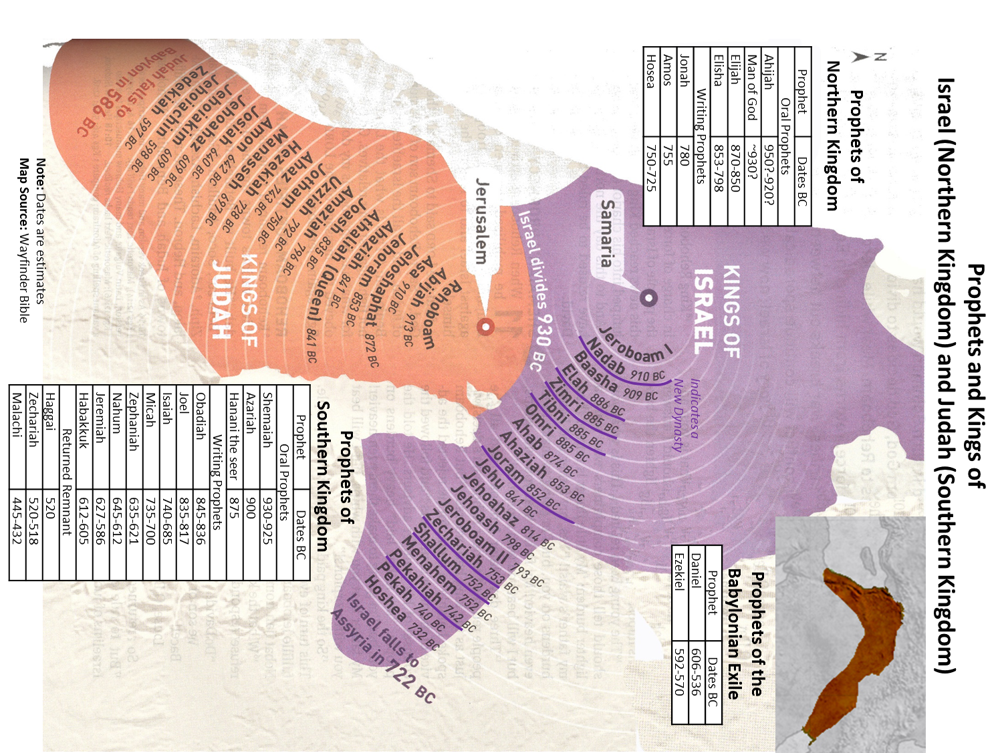 Prophets and Kings of
Israel (Northern Kingdom) and Judah (Southern Kingdom)
N
Prophets of
Northern Kingdom
Prophet Dates BC
Oral Prophets
Ahijah 950?-920?
Man of God ~930?
Elijah 870-850
Elisha 853-798
Writing Prophets
Jonah 780
Amos 755
Hosea 750-725
KINGS OF
ISRAEL
Samaria
Indicates a
New Dynasty
Jeroboam I
Nadab 910 BC
Baasha 909 BC
Elah 886 BC
Zimri 885 BC
Tibni 885 BC
Omri 885 BC
Ahab 874 BC
Ahaziah 853 BC
Joram 852 BC
Jehu 841 BC
Jehoahaz 814 BC
Jehoash 798 BC
Jeroboam II 793 BC
Zechariah 753 BC
Shallum 752 BC
Menahem 752 BC
Pekahiah 742 BC
Pekah 740 BC
Hoshea 732 BC
Israel falls to
Assyria in 722 BC
Prophets of the
Babylonian Exile
Prophet Dates BC
Daniel 606-536
Ezekiel 592-570
Israel divides 930 BC
Jerusalem
Rehoboam
Abijah 913 BC
Asa 910 BC
Jehoshaphat 872 BC
Jehoram 853 BC
Ahaziah 841 BC
Athaliah (Queen) 841 BC
Joash 835 BC
Amaziah 796 BC
Uzziah 792 BC
Jotham 750 BC
Ahaz 743 BC
Hezekiah 728 BC
Manasseh 697 BC
Amon 642 BC
Josiah 640 BC
Jehoahaz 609 BC
Jehoiakim 609 BC
Jehoiachin 598 BC
Zedekiah 597 BC
Judah falls to
Babylon in 586 BC
KINGS OF
JUDAH
Prophets of
Southern Kingdom
Prophet Dates BC
Oral Prophets
Shemaiah 930-925
Azariah 900
Hanani the seer 875
Writing Prophets
Obadiah 845-836
Joel 835-817
Isaiah 740-685
Micah 735-700
Zephaniah 635-621
Nahum 645-612
Jeremiah 627-586
Habakkuk 612-605
Returned Remnant
Haggai 520
Zechariah 520-518
Malachi 445-432
Note: Dates are estimates
Map Source: Wayfinder Bible